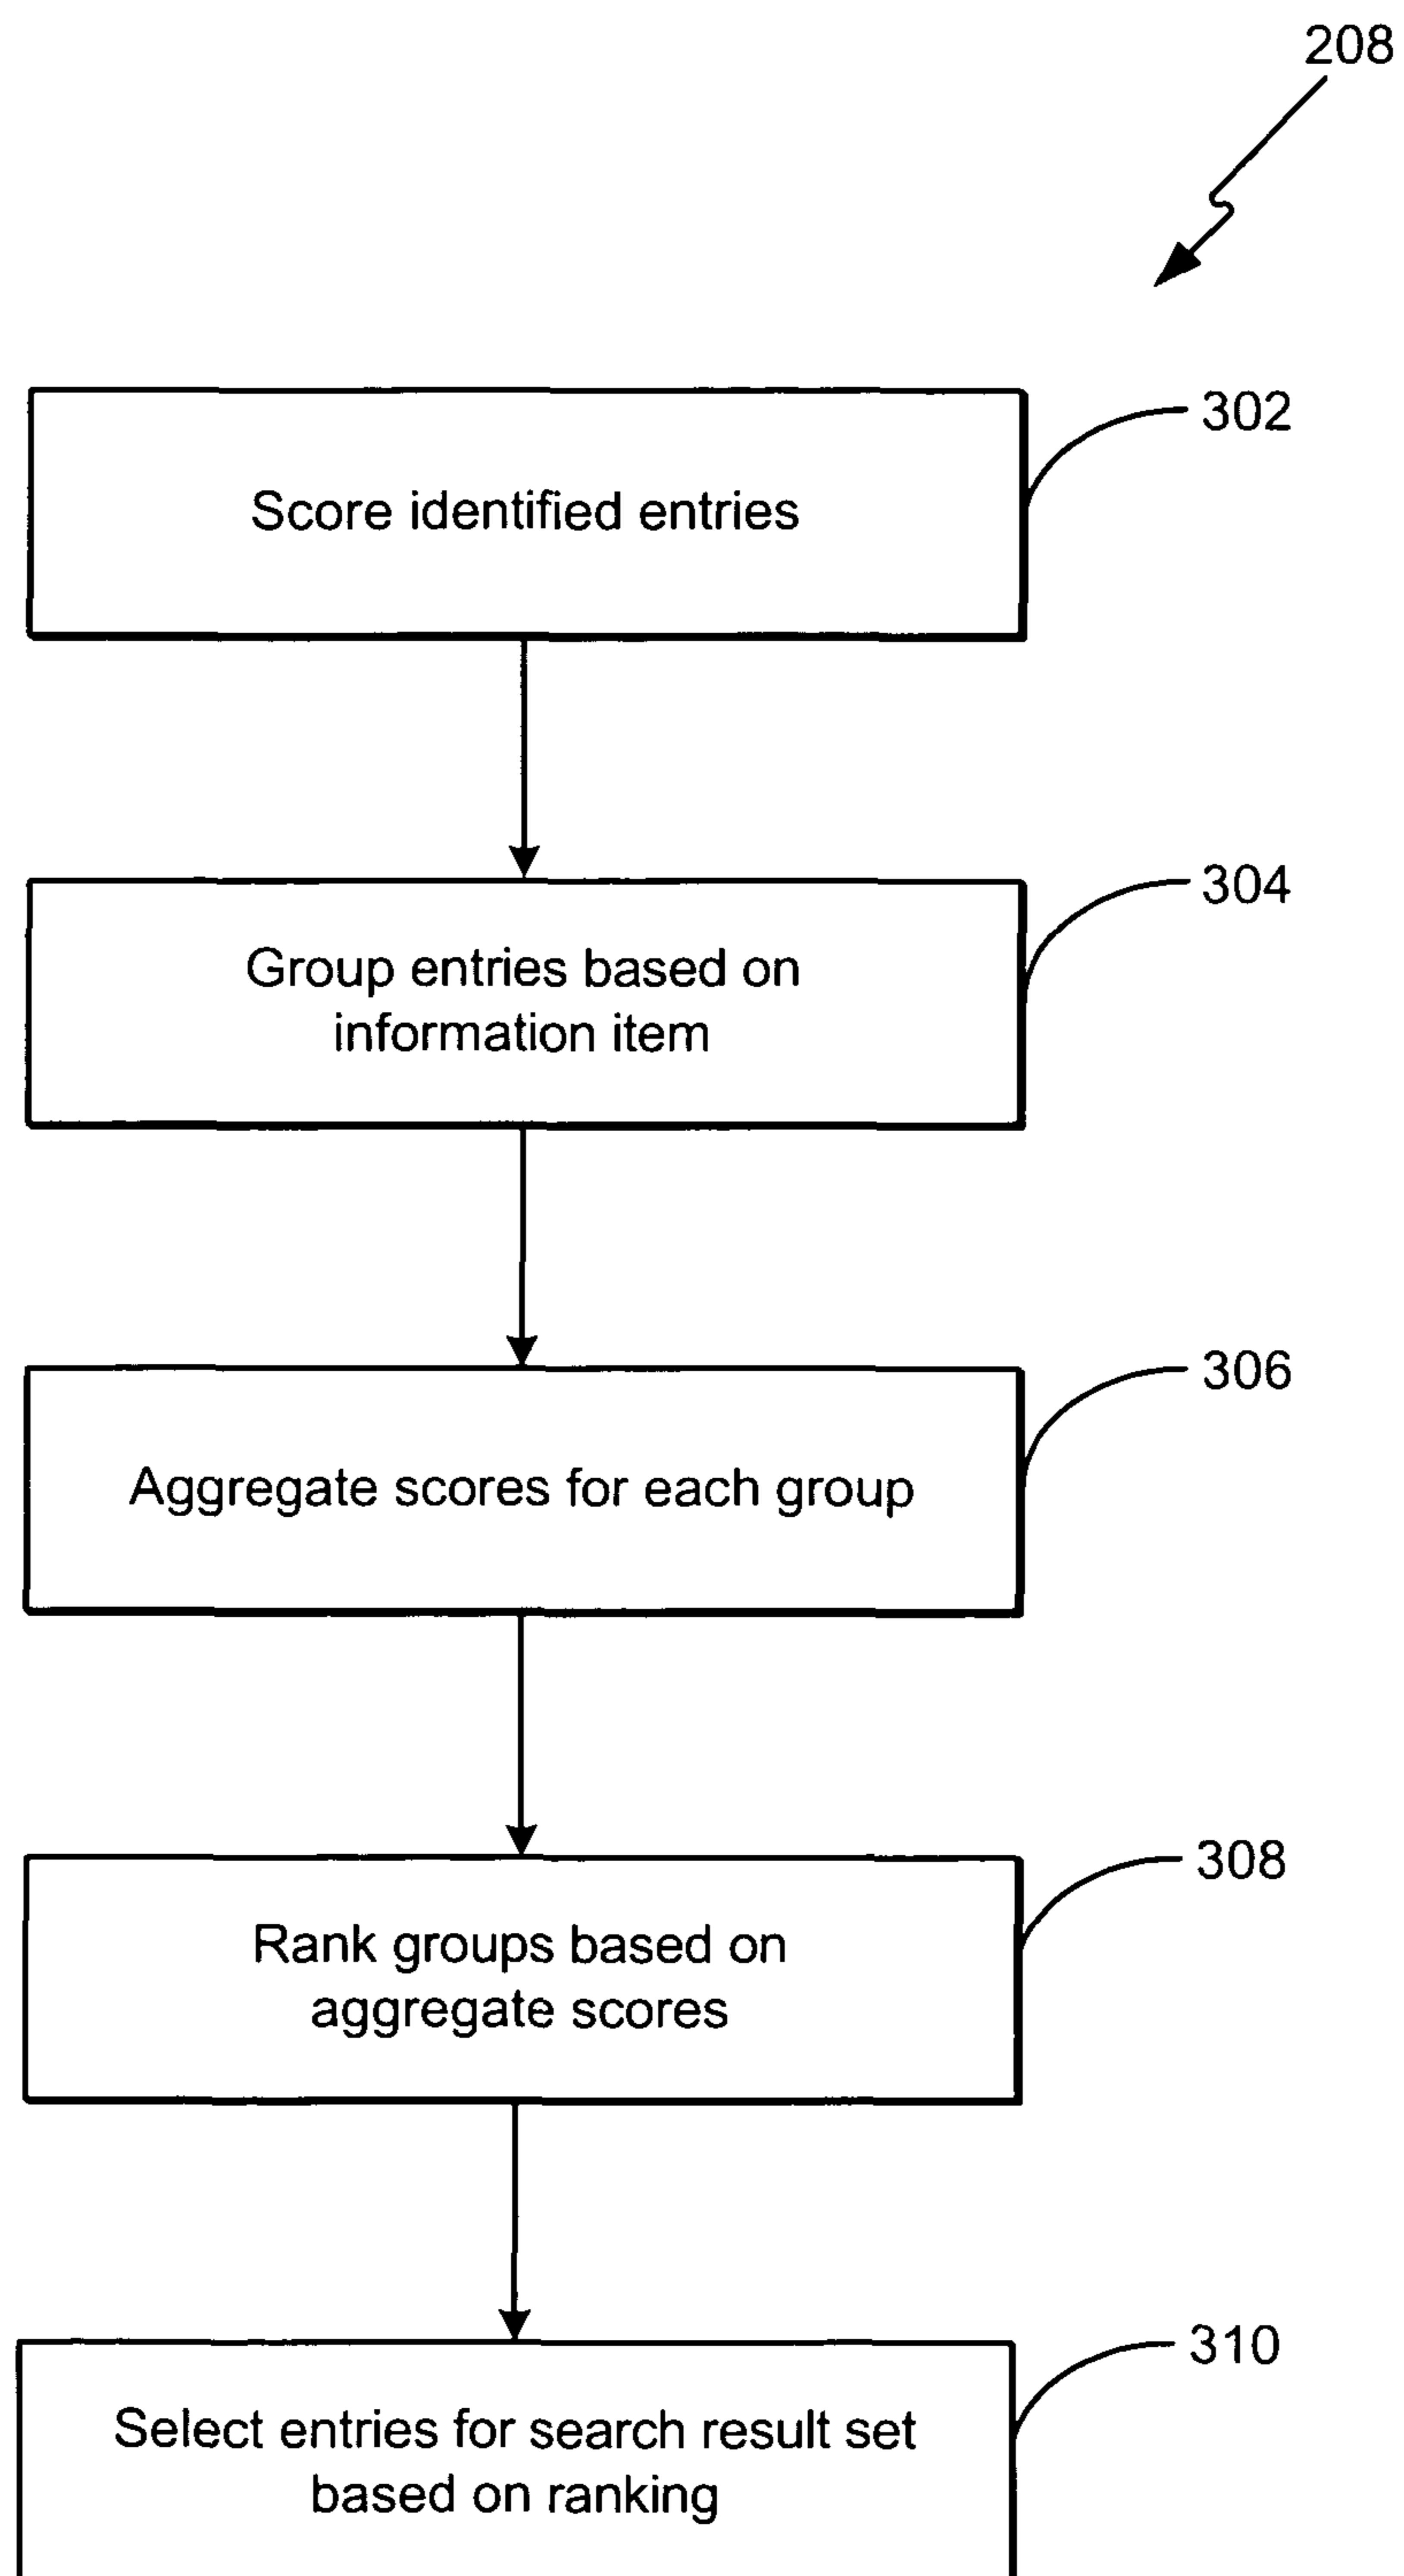 208
302
Score identified entries
304
Group entries based on
information item
306
Aggregate scores for each group
308
Rank groups based on
aggregate scores
310
Select entries for search result set
based on ranking